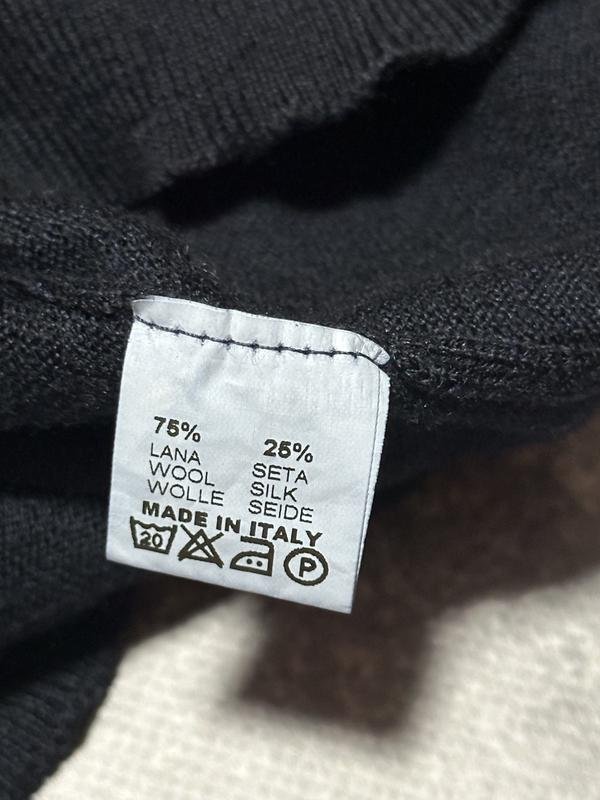 75% 25%
LANA SETA
WOOL SILK
WOLLE SEIDE
MADE IN ITALY
20 P